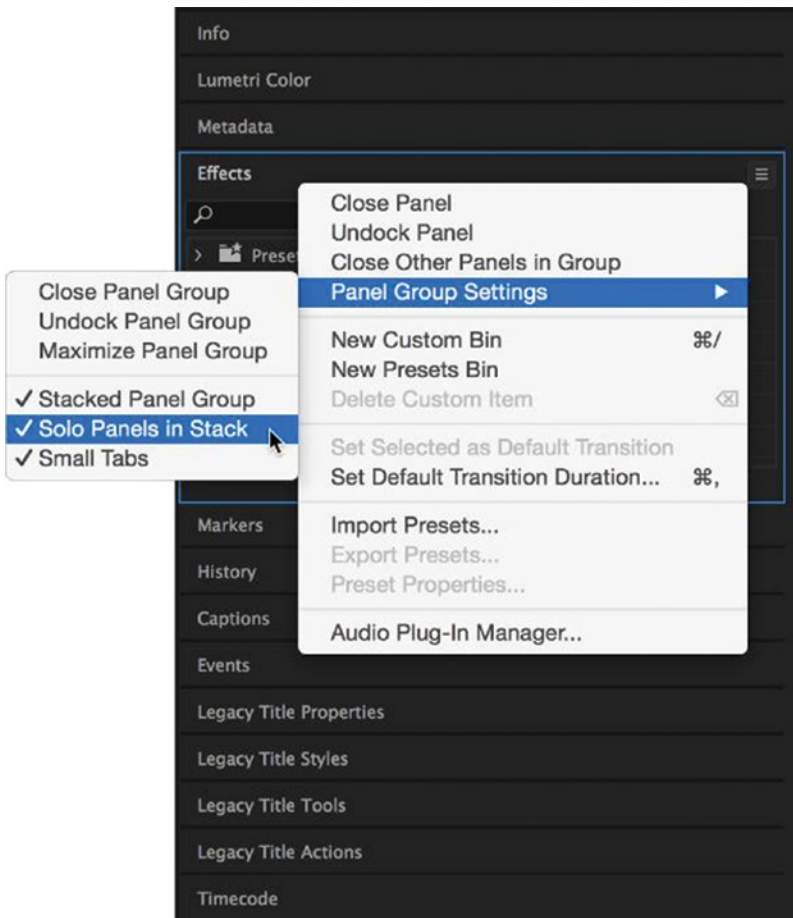 Info
Lumetri Color
Metadata
Effects
Prese
Close Panel
Undock Panel
Close Other Panels in Group
Panel Group Settings
New Custom Bin ⌘/
New Presets Bin
Delete Custom Item ⌫
Set Selected as Default Transition
Set Default Transition Duration... ⌘,
Import Presets...
Export Presets...
Preset Properties...
Audio Plug-In Manager...
Close Panel Group
Undock Panel Group
Maximize Panel Group
✓ Stacked Panel Group
✓ Solo Panels in Stack
✓ Small Tabs
Markers
History
Captions
Events
Legacy Title Properties
Legacy Title Styles
Legacy Title Tools
Legacy Title Actions
Timecode